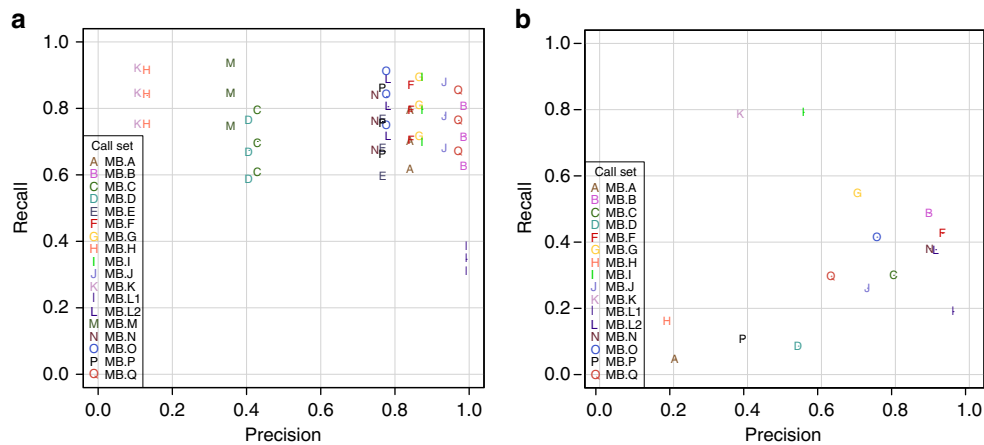 a
b
1.0
0.8
0.6
0.4
0.2
0.0
Recall
0.0 0.2 0.4 0.6 0.8 1.0
Precision
Call set
A MB.A
B MB.B
C MB.C
D MB.D
E MB.E
F MB.F
G MB.G
H MB.H
I MB.I
J MB.J
K MB.K
I MB.L1
L MB.L2
M MB.M
N MB.N
O MB.O
P MB.P
Q MB.Q
1.0
0.8
0.6
0.4
0.2
0.0
Recall
0.0 0.2 0.4 0.6 0.8 1.0
Precision
Call set
A MB.A
B MB.B
C MB.C
D MB.D
F MB.F
G MB.G
H MB.H
I MB.I
J MB.J
K MB.K
I MB.L1
L MB.L2
N MB.N
O MB.O
P MB.P
Q MB.Q